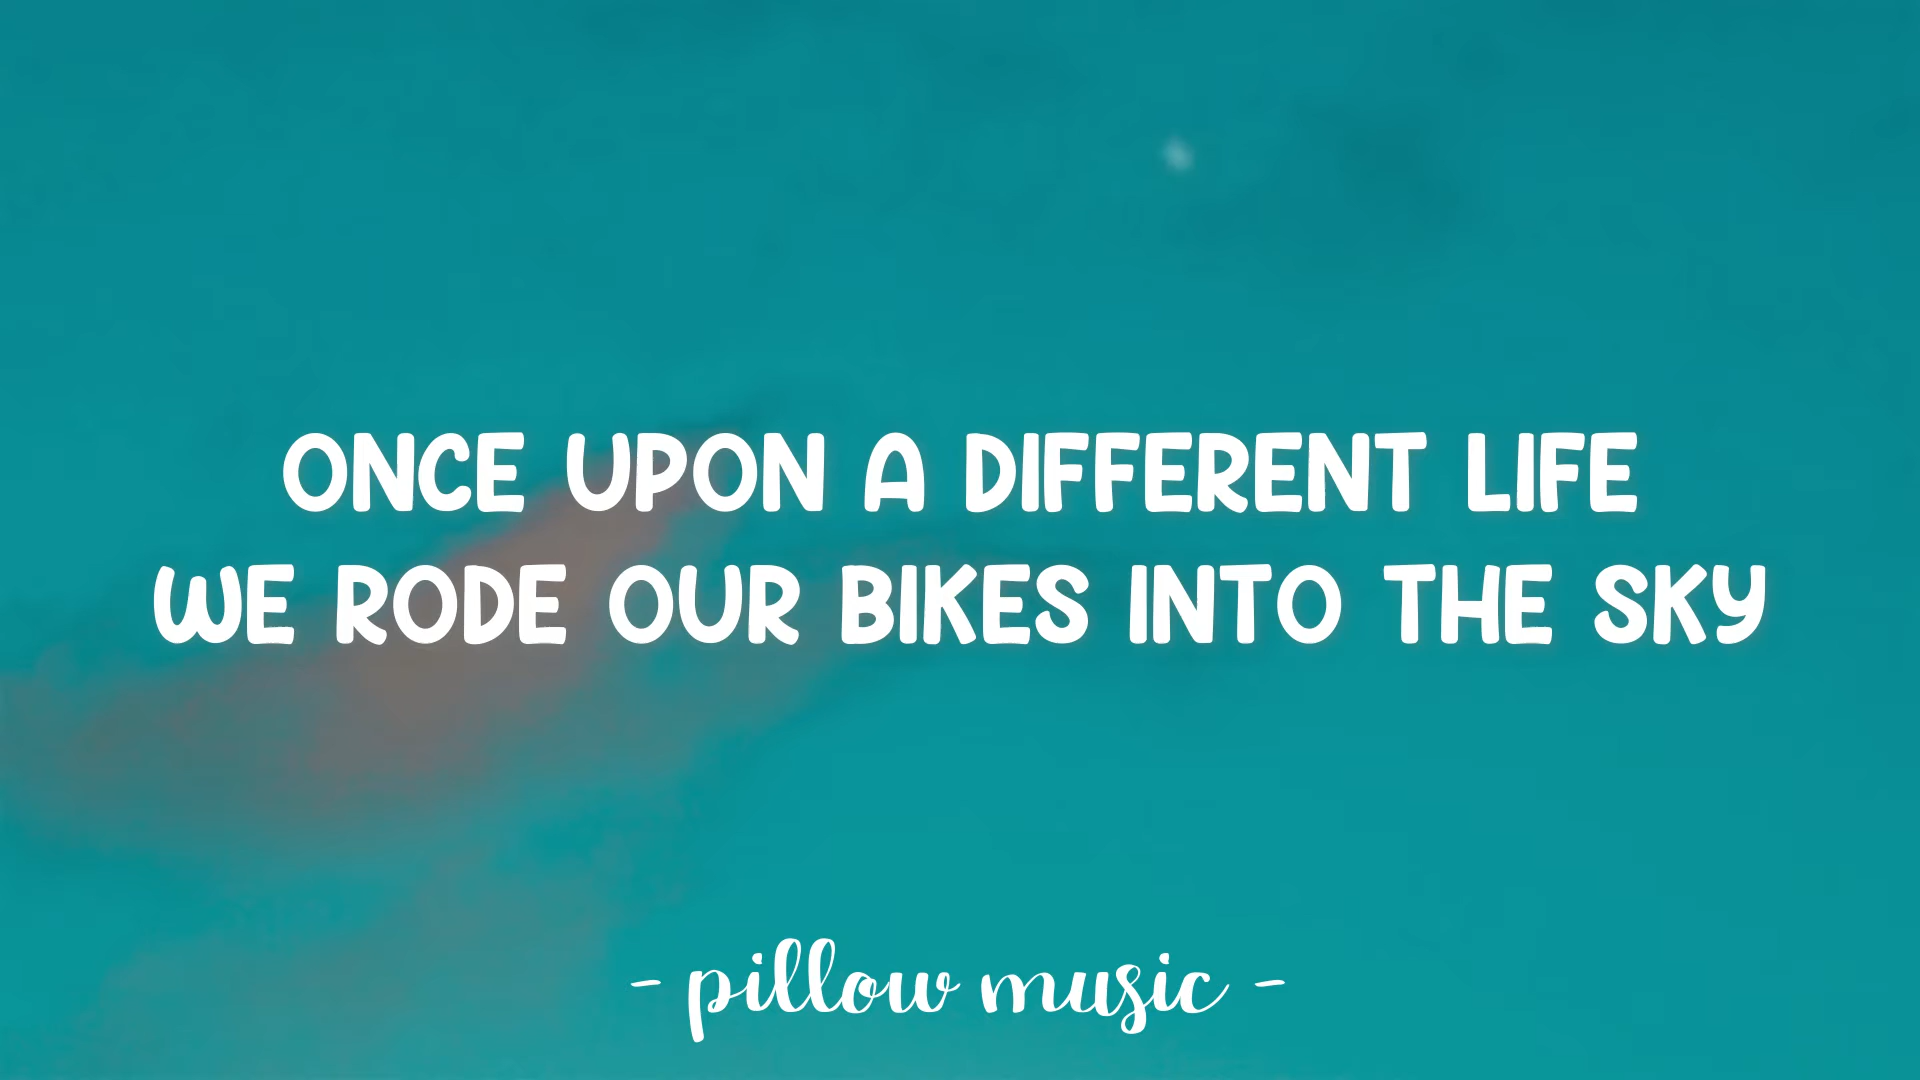 ONCE UPON A DIFFERENT LIFE
WE RODE OUR BIKES INTO THE SKY
- pillow music -